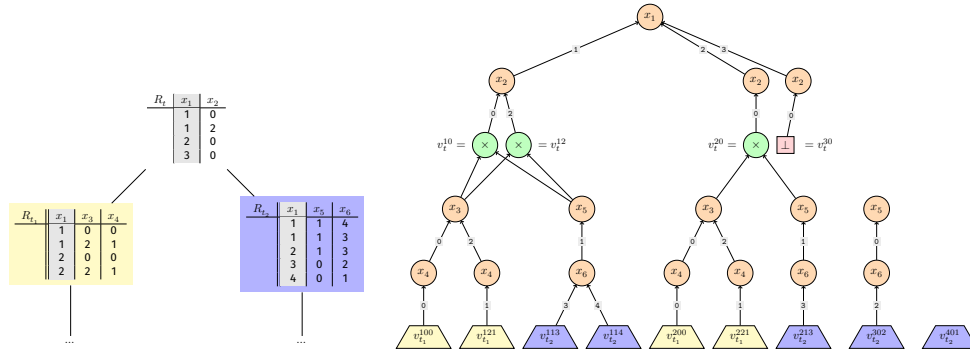 R_t x_1 x_2
1 0
1 2
2 0
3 0
R_{t_1} x_1 x_3 x_4
1 0 0
1 2 1
2 0 0
2 2 1
...
R_{t_2} x_1 x_5 x_6
1 1 4
1 1 3
2 1 3
3 0 2
4 0 1
...
x_1
1 2 3
x_2 x_2 x_2
0 2 0 0
v_t^{10} = × × = v_t^{12} v_t^{20} = × ⊥ = v_t^{30}
x_3 x_5 x_3 x_5 x_5
0 2 1 0 2 1 0
x_4 x_4 x_6 x_4 x_4 x_6 x_6
0 1 3 4 0 1 3 2
v_{t_1}^{100} v_{t_1}^{121} v_{t_2}^{113} v_{t_2}^{114} v_{t_1}^{200} v_{t_1}^{221} v_{t_2}^{213} v_{t_2}^{302} v_{t_2}^{401}